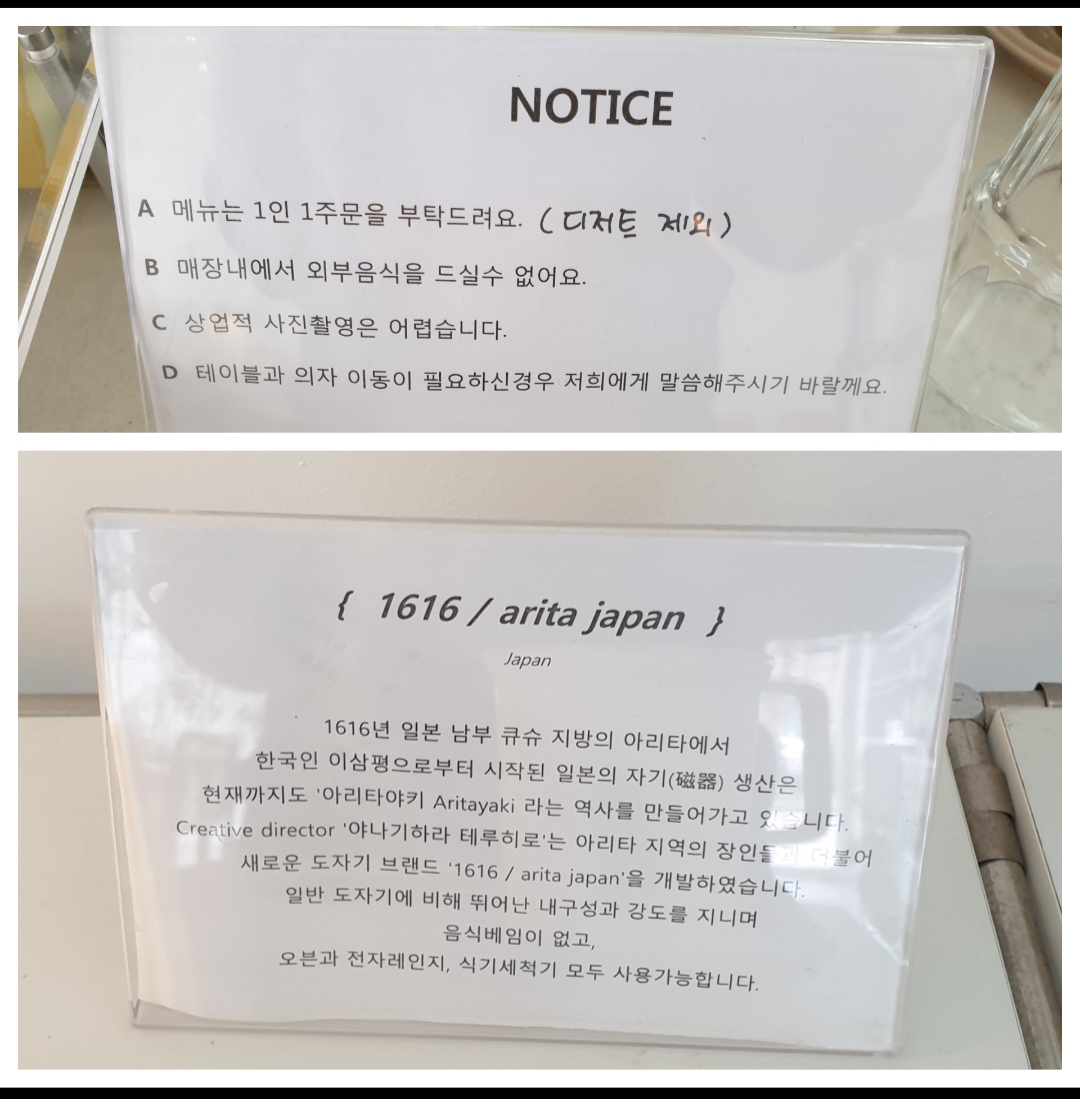 NOTICE
A 메뉴는 1인 1주문을 부탁드려요. (디저트 제외)
B 매장내에서 외부음식을 드실수 없어요.
C 상업적 사진촬영은 어렵습니다.
D 테이블과 의자 이동이 필요하신경우 저희에게 말씀해주시기 바랄께요.
{ 1616 / arita japan }
Japan
1616년 일본 남부 큐슈 지방의 아리타에서
한국인 이삼평으로부터 시작된 일본의 자기(磁器) 생산은
현재까지도 '아리타야키 Aritayaki 라는 역사를 만들어가고 있습니다.
Creative director '야나기하라 테루히로'는 아리타 지역의 장인들과 더불어
새로운 도자기 브랜드 '1616 / arita japan'을 개발하였습니다.
일반 도자기에 비해 뛰어난 내구성과 강도를 지니며
음식베임이 없고,
오븐과 전자레인지, 식기세척기 모두 사용가능합니다.